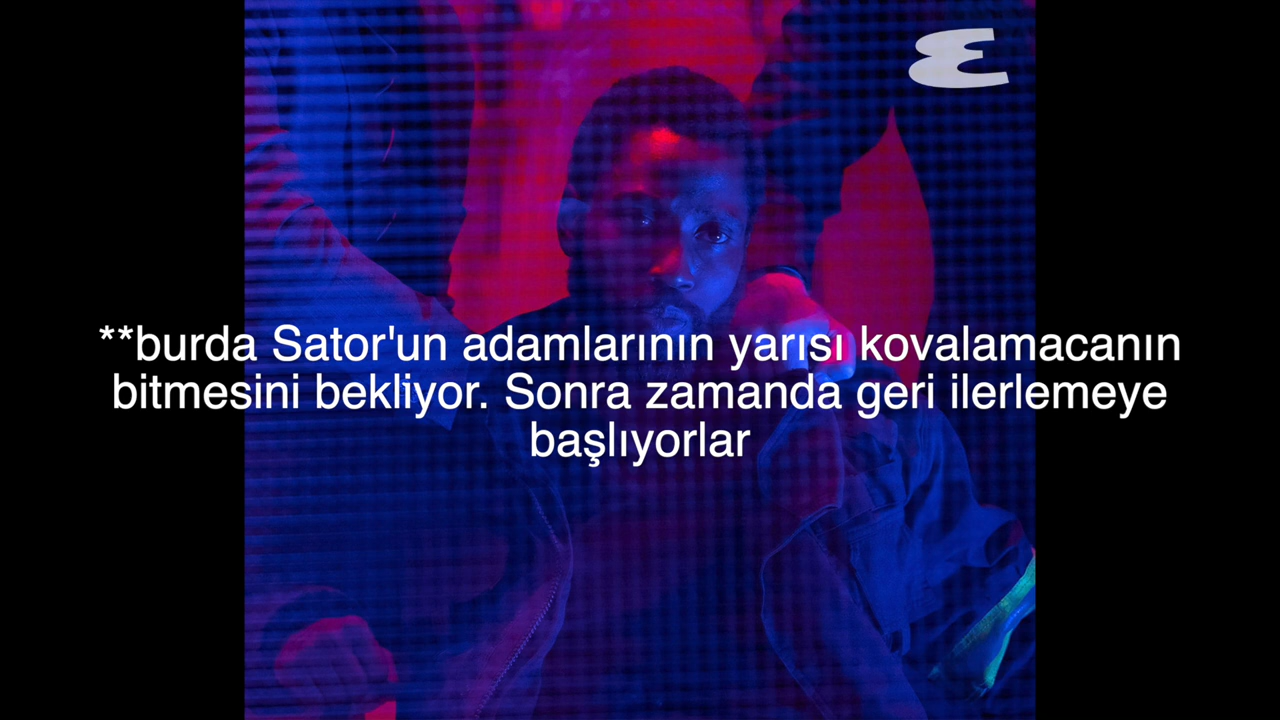 **burda Sator'un adamlarının yarısı kovalamacanın
bitmesini bekliyor. Sonra zamanda geri ilerlemeye
başlıyorlar